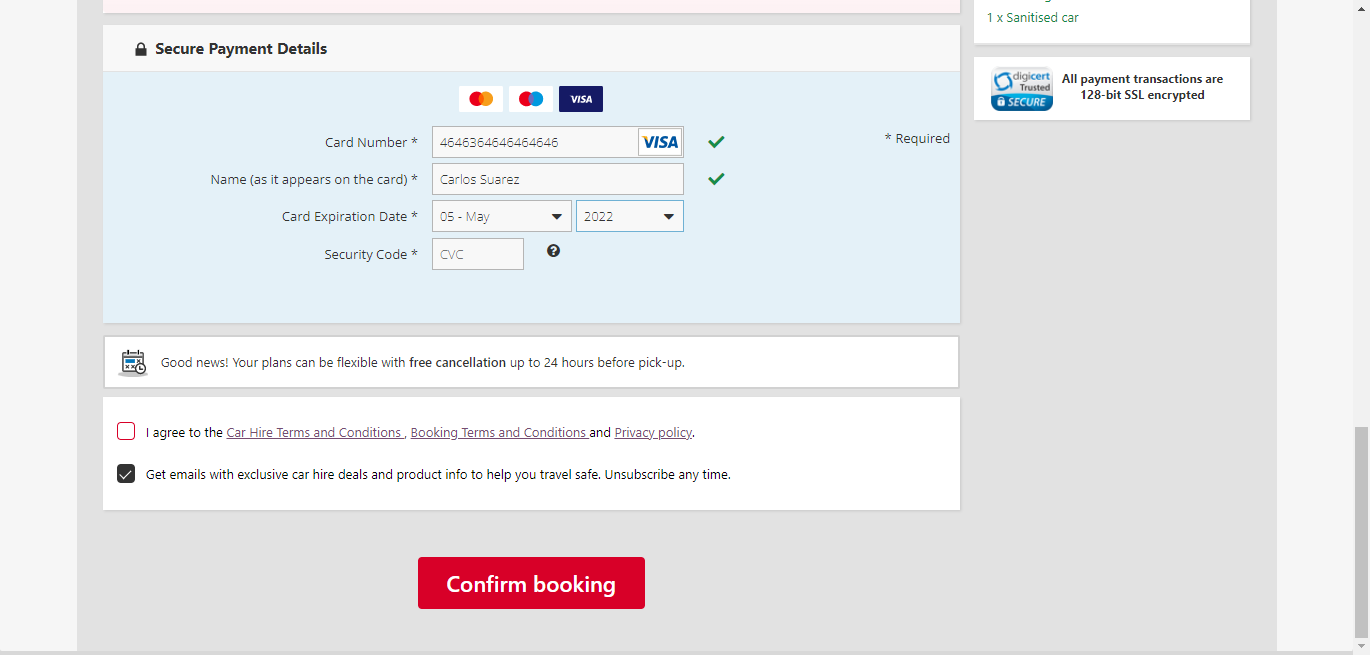 1 x Sanitised car
Secure Payment Details
digicert
Trusted
SECURE
All payment transactions are
128-bit SSL encrypted
VISA
Card Number *
4646364646464646
VISA
* Required
Name (as it appears on the card) *
Carlos Suarez
Card Expiration Date *
05 - May
2022
Security Code *
CVC
?
Good news! Your plans can be flexible with free cancellation up to 24 hours before pick-up.
I agree to the Car Hire Terms and Conditions , Booking Terms and Conditions and Privacy policy.
Get emails with exclusive car hire deals and product info to help you travel safe. Unsubscribe any time.
Confirm booking